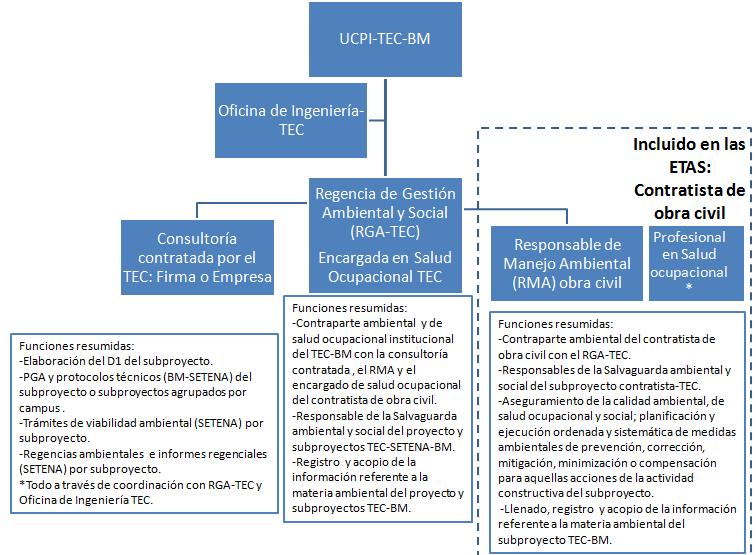 UCPI-TEC-BM
Oficina de Ingeniería-
TEC
Incluido en las
ETAS:
Contratista de
obra civil
Regencia de Gestión
Ambiental y Social
(RGA-TEC)
Encargada en Salud
Ocupacional TEC
Consultoría
contratada por el
TEC: Firma o Empresa
Responsable de
Manejo Ambiental
(RMA) obra civil
Profesional
en Salud
ocupacional
*
Funciones resumidas:
-Elaboración del D1 del subproyecto.
-PGA y protocolos técnicos (BM-SETENA) del
subproyecto o subproyectos agrupados por
campus .
-Trámites de viabilidad ambiental (SETENA) por
subproyecto.
-Regencias ambientales e informes regenciales
(SETENA) por subproyecto.
*Todo a través de coordinación con RGA-TEC y
Oficina de Ingeniería TEC.
Funciones resumidas:
-Contraparte ambiental y de
salud ocupacional institucional
del TEC-BM con la consultoría
contratada , el RMA y el
encargado de salud ocupacional
del contratista de obra civil.
-Responsable de la Salvaguarda
ambiental y social del proyecto y
subproyectos TEC-SETENA-BM.
-Registro y acopio de la
información referente a la
materia ambiental del proyecto y
subproyectos TEC-BM.
Funciones resumidas:
-Contraparte ambiental del contratista de
obra civil con el RGA-TEC.
-Responsables de la Salvaguarda ambiental y
social del subproyecto contratista-TEC.
-Aseguramiento de la calidad ambiental, de
salud ocupacional y social; planificación y
ejecución ordenada y sistemática de medidas
ambientales de prevención, corrección,
mitigación, minimización o compensación
para aquellas acciones de la actividad
constructiva del subproyecto.
-Llenado, registro y acopio de la información
referente a la materia ambiental del
subproyecto TEC-BM.